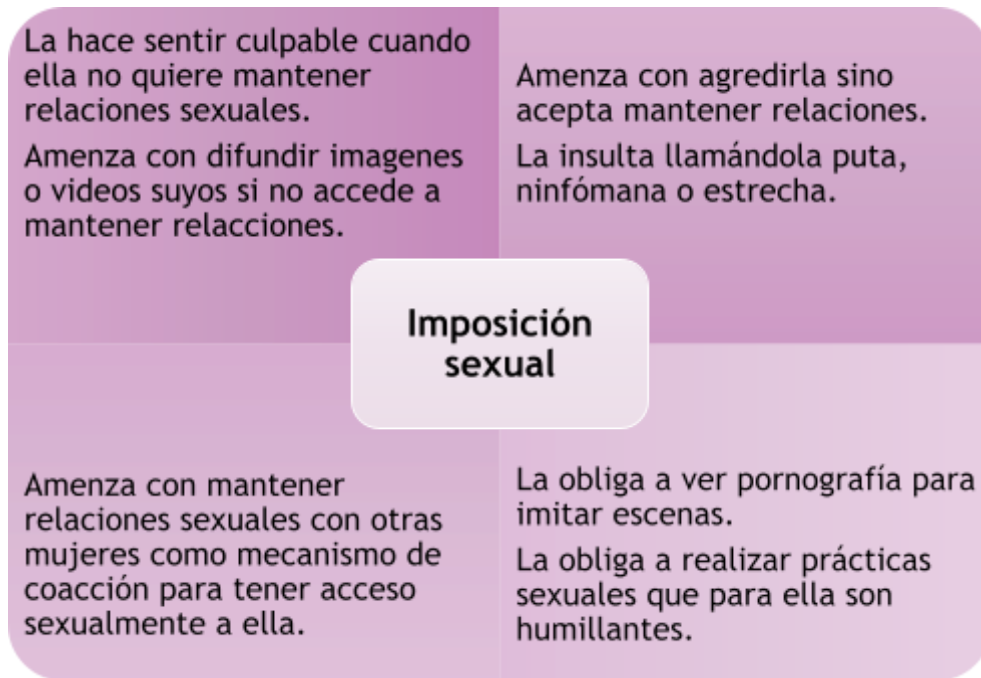 La hace sentir culpable cuando
ella no quiere mantener
relaciones sexuales.
Amenza con difundir imagenes
o videos suyos si no accede a
mantener relacciones.
Amenza con agredirla sino
acepta mantener relaciones.
La insulta llamándola puta,
ninfómana o estrecha.
Imposición
sexual
Amenza con mantener
relaciones sexuales con otras
mujeres como mecanismo de
coacción para tener acceso
sexualmente a ella.
La obliga a ver pornografía para
imitar escenas.
La obliga a realizar prácticas
sexuales que para ella son
humillantes.